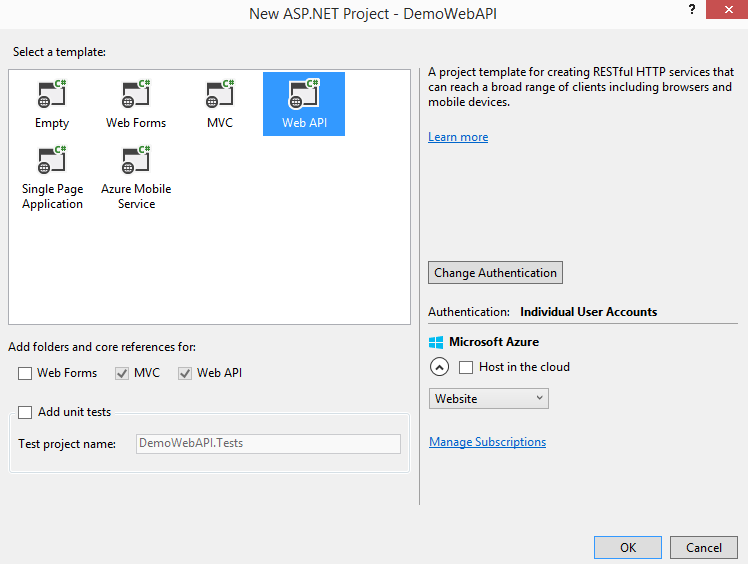 New ASP.NET Project - DemoWebAPI
?
Select a template:
C#
Empty
C#
Web Forms
C#
MVC
C#
Web API
C#
Single Page
Application
C#
Azure Mobile
Service
A project template for creating RESTful HTTP services that
can reach a broad range of clients including browsers and
mobile devices.
Learn more
Change Authentication
Authentication: Individual User Accounts
Microsoft Azure
Host in the cloud
Website
Manage Subscriptions
Add folders and core references for:
Web Forms MVC Web API
Add unit tests
Test project name: DemoWebAPI.Tests
OK Cancel